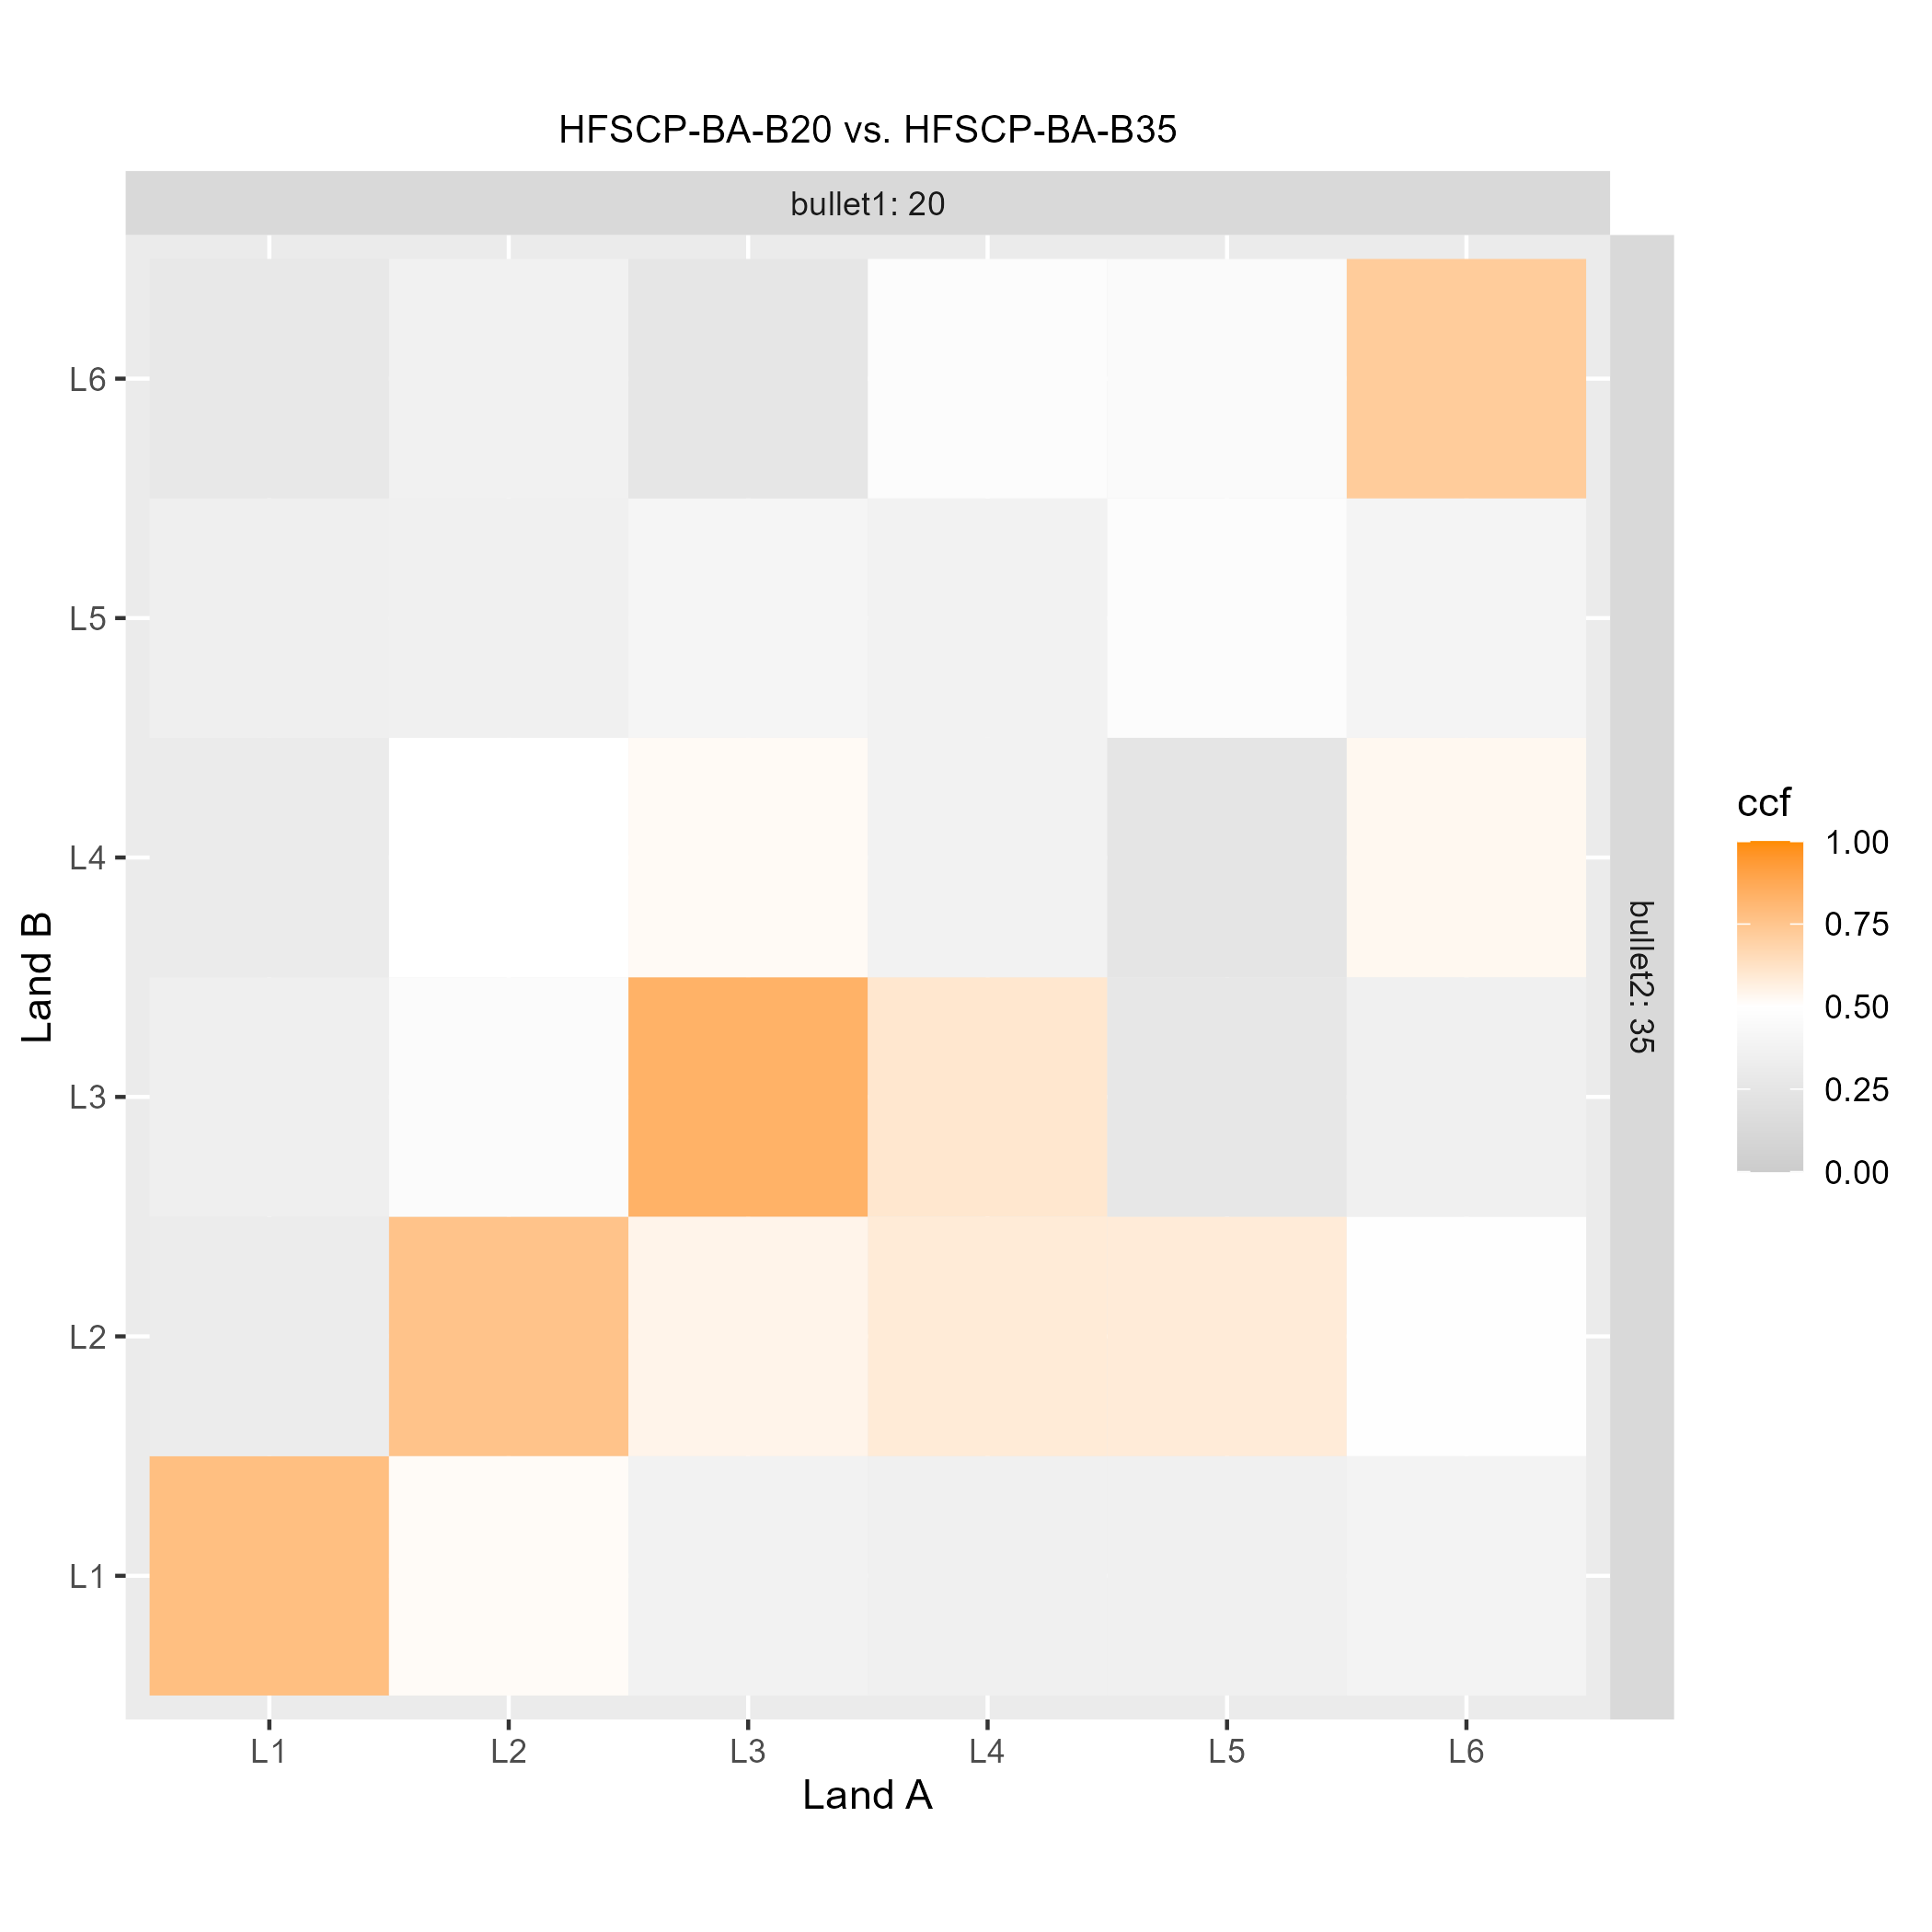 HFSCP-BA-B20 vs. HFSCP-BA-B35
bullet1: 20
L6
L5
L4
L3
L2
L1
Land B
bullet2: 35
L1 L2 L3 L4 L5 L6
Land A
ccf
1.00
0.75
0.50
0.25
0.00